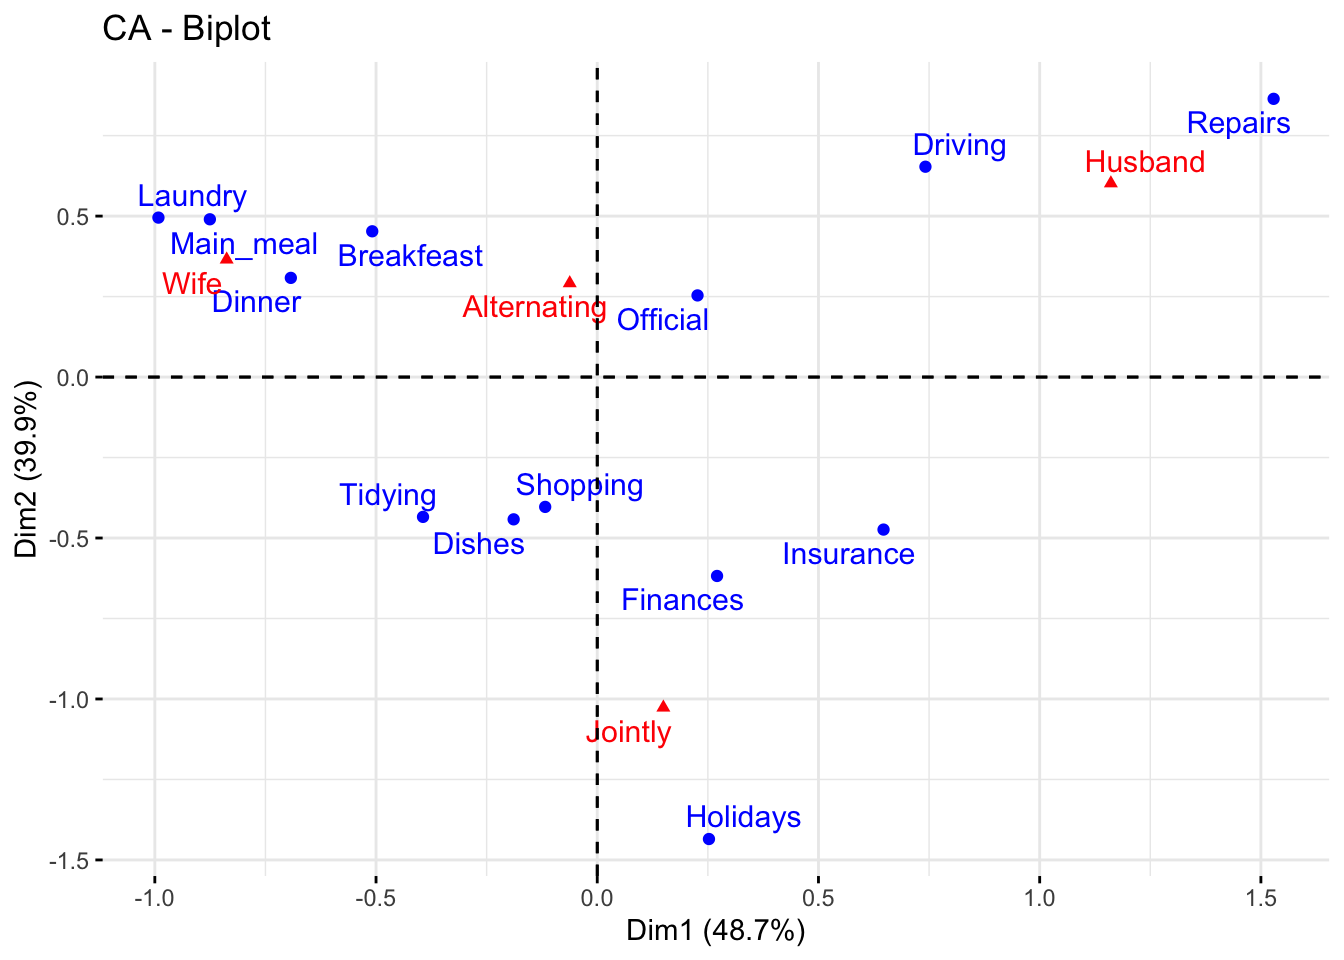 CA - Biplot
Repairs
Driving
Husband
Laundry
Main_meal
Breakfeast
Wife
Dinner
Alternating
Official
Tidying
Shopping
Dishes
Insurance
Finances
Jointly
Holidays
0.5
0.0
-0.5
-1.0
-1.5
Dim2 (39.9%)
-1.0 -0.5 0.0 0.5 1.0 1.5
Dim1 (48.7%)